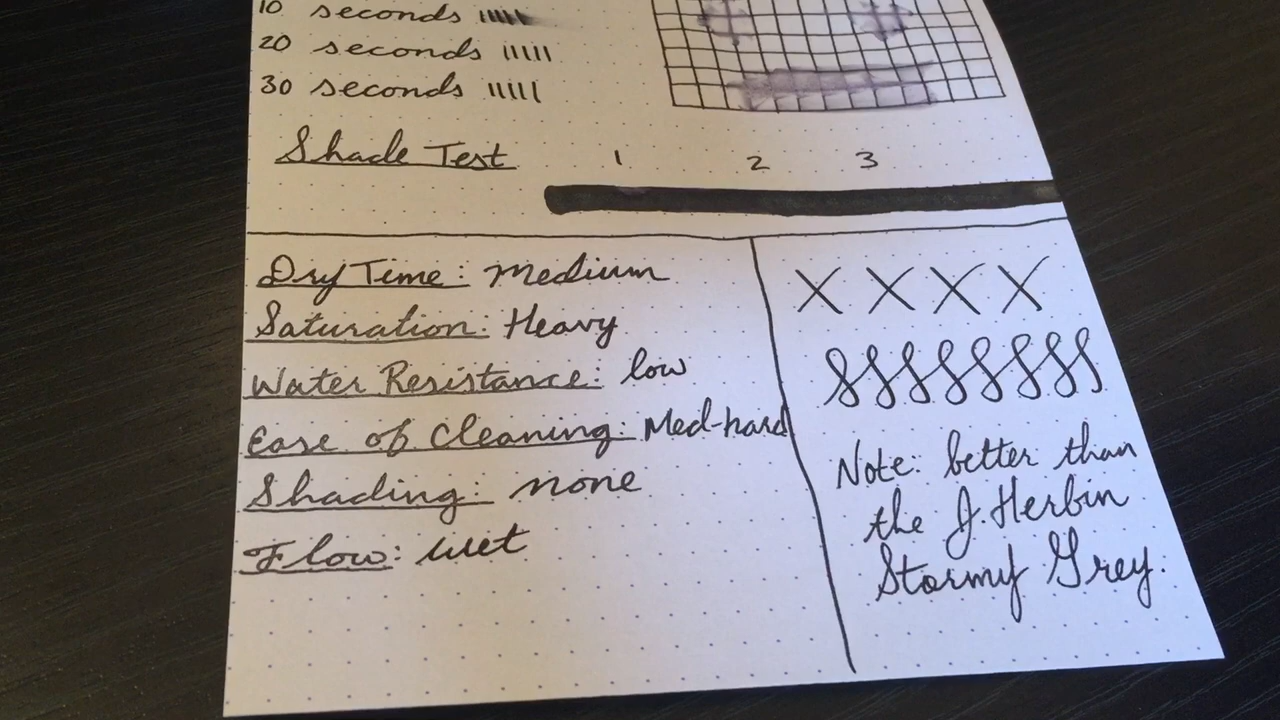 10 seconds
20 seconds
30 seconds
Shade Test 1 2 3
Dry Time: Medium
Saturation: Heavy
Water Resistance: low
Ease of Cleaning: Med-hard
Shading: none
Flow: wet
X X X X
Note: better than
the J. Herbin
Stormy Grey.